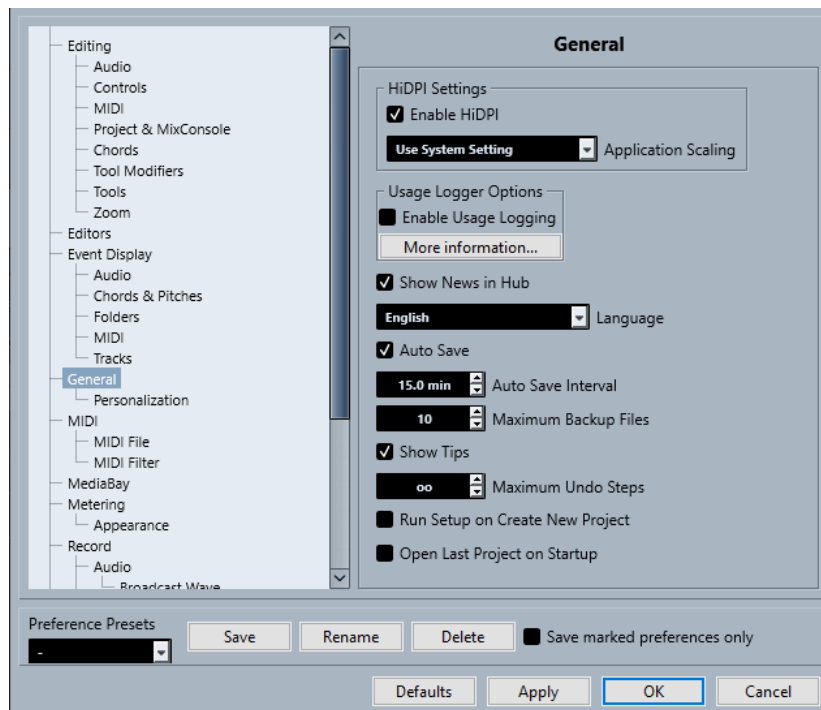 Editing
Audio
Controls
MIDI
Project & MixConsole
Chords
Tool Modifiers
Tools
Zoom
Editors
Event Display
Audio
Chords & Pitches
Folders
MIDI
Tracks
General
Personalization
MIDI
MIDI File
MIDI Filter
MediaBay
Metering
Appearance
Record
Audio
Broadcast Wave
General
HiDPI Settings
Enable HiDPI
Use System Setting Application Scaling
Usage Logger Options
Enable Usage Logging
More information...
Show News in Hub
English Language
Auto Save
15.0 min Auto Save Interval
10 Maximum Backup Files
Show Tips
oo Maximum Undo Steps
Run Setup on Create New Project
Open Last Project on Startup
Preference Presets
- Save Rename Delete Save marked preferences only
Defaults Apply OK Cancel